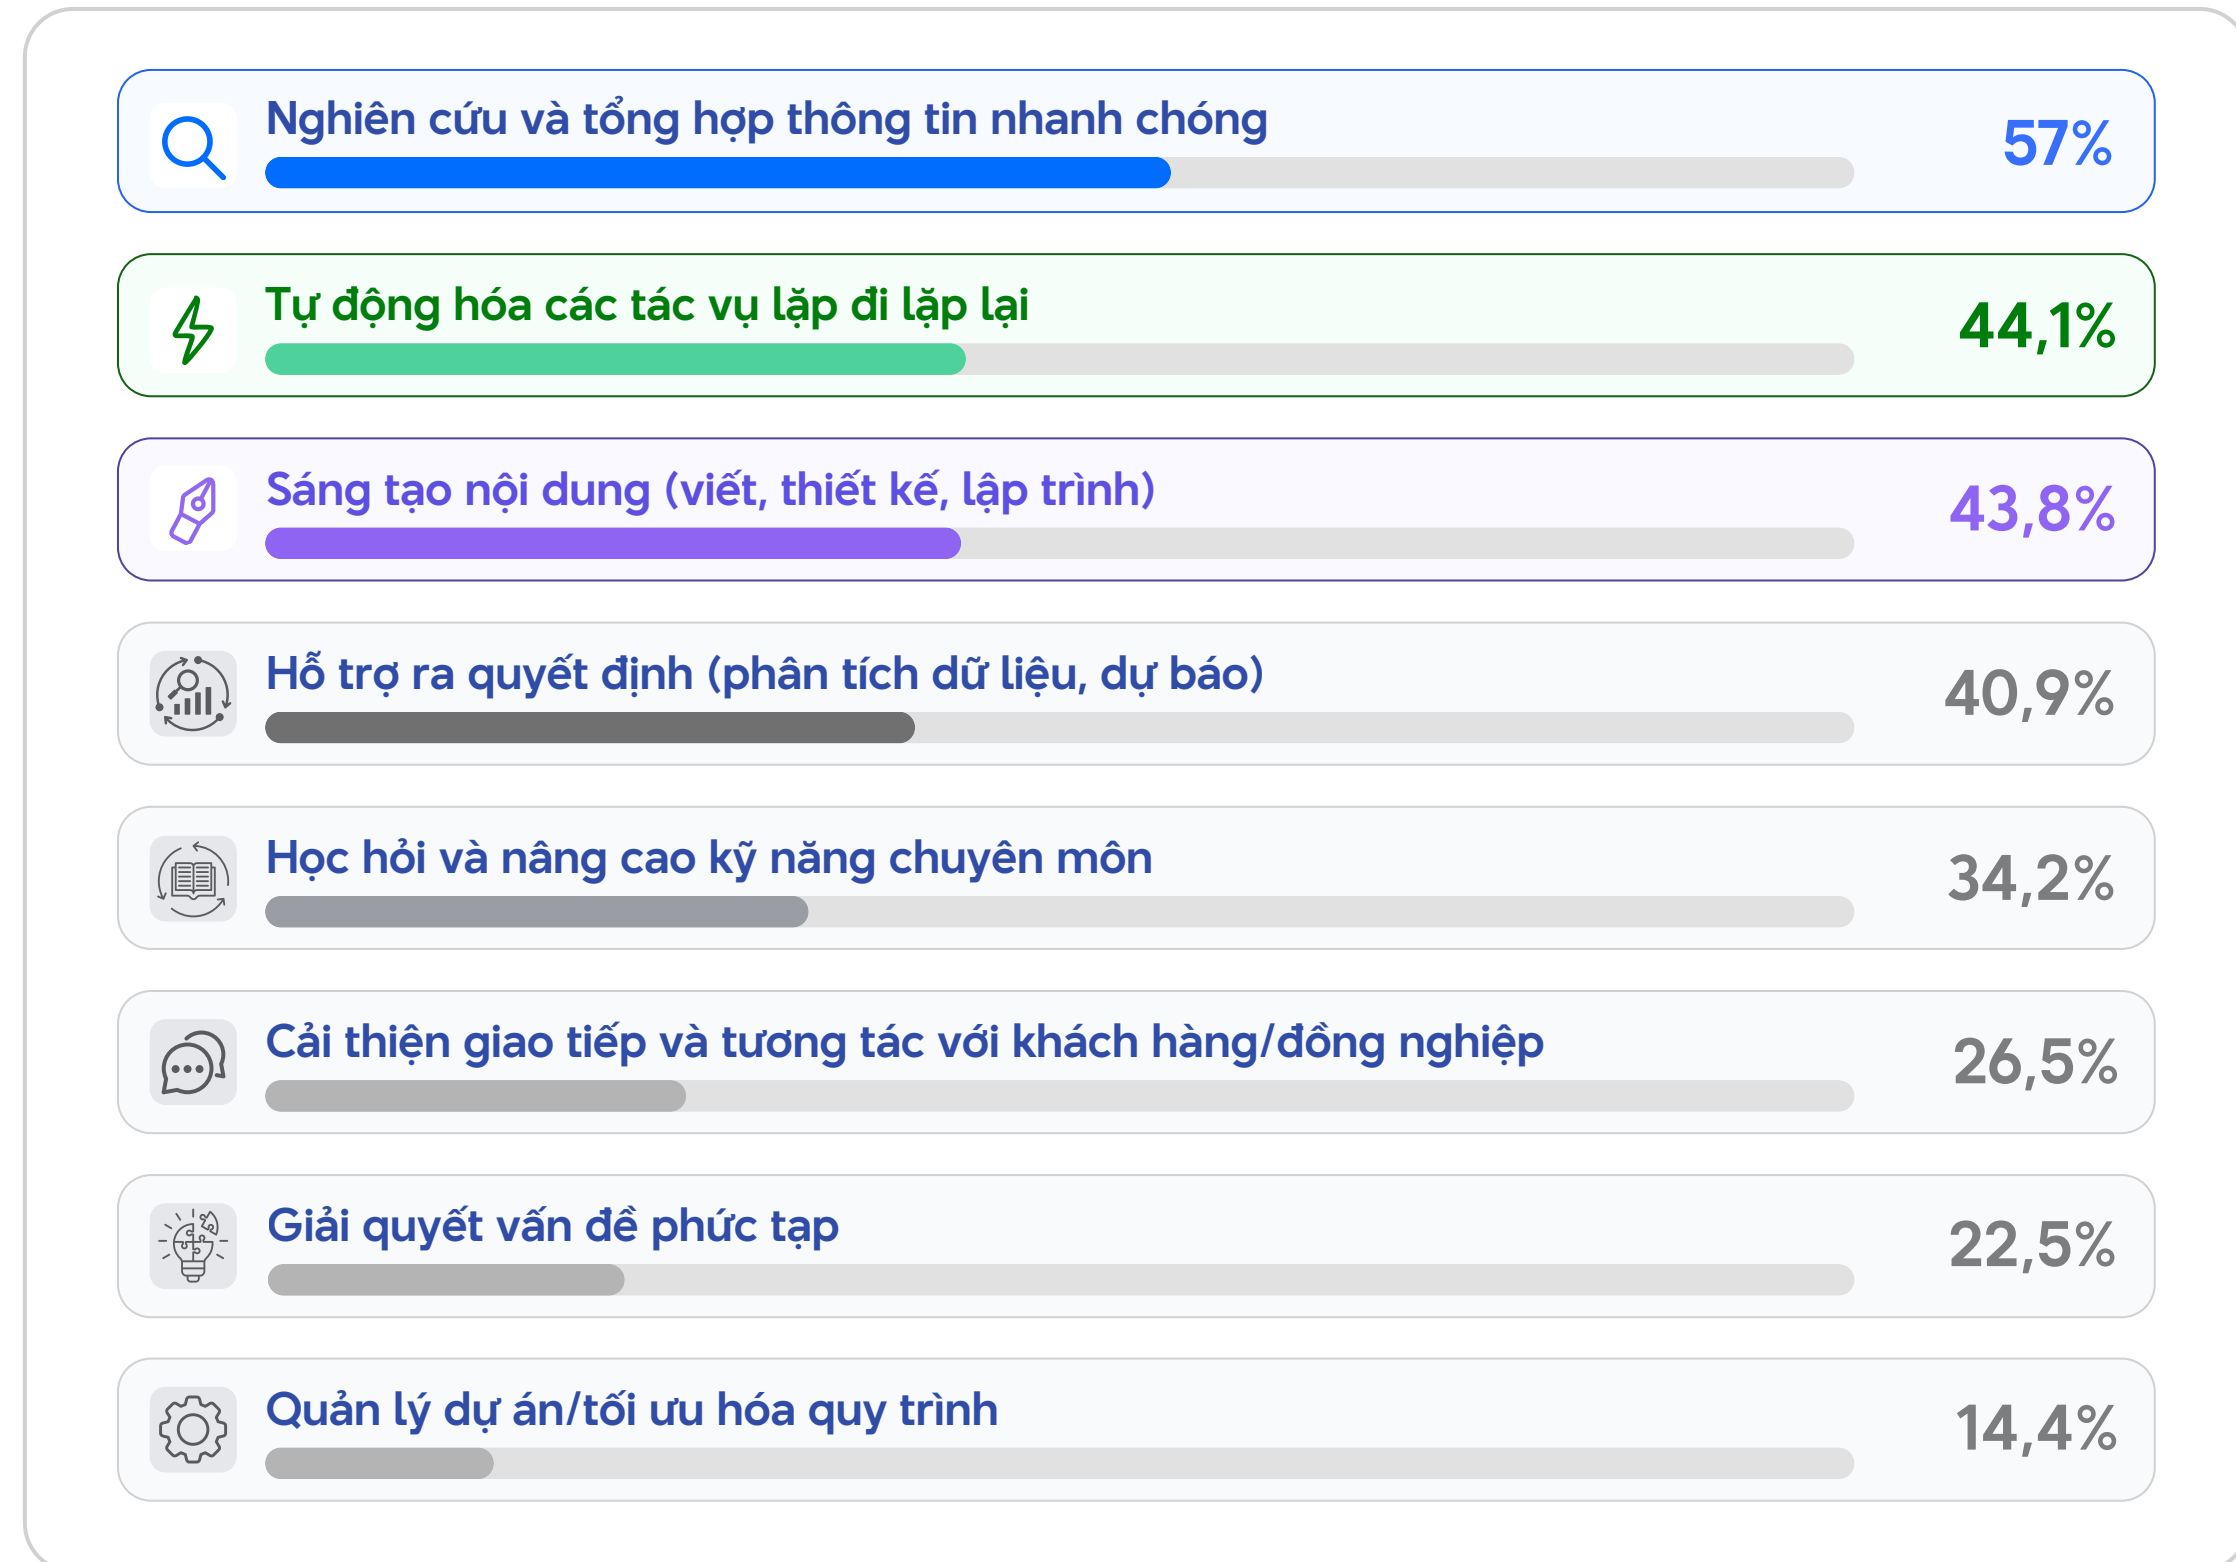 Nghiên cứu và tổng hợp thông tin nhanh chóng
57%
Tự động hóa các tác vụ lặp đi lặp lại
44,1%
Sáng tạo nội dung (viết, thiết kế, lập trình)
43,8%
Hỗ trợ ra quyết định (phân tích dữ liệu, dự báo)
40,9%
Học hỏi và nâng cao kỹ năng chuyên môn
34,2%
Cải thiện giao tiếp và tương tác với khách hàng/đồng nghiệp
26,5%
Giải quyết vấn đề phức tạp
22,5%
Quản lý dự án/tối ưu hóa quy trình
14,4%